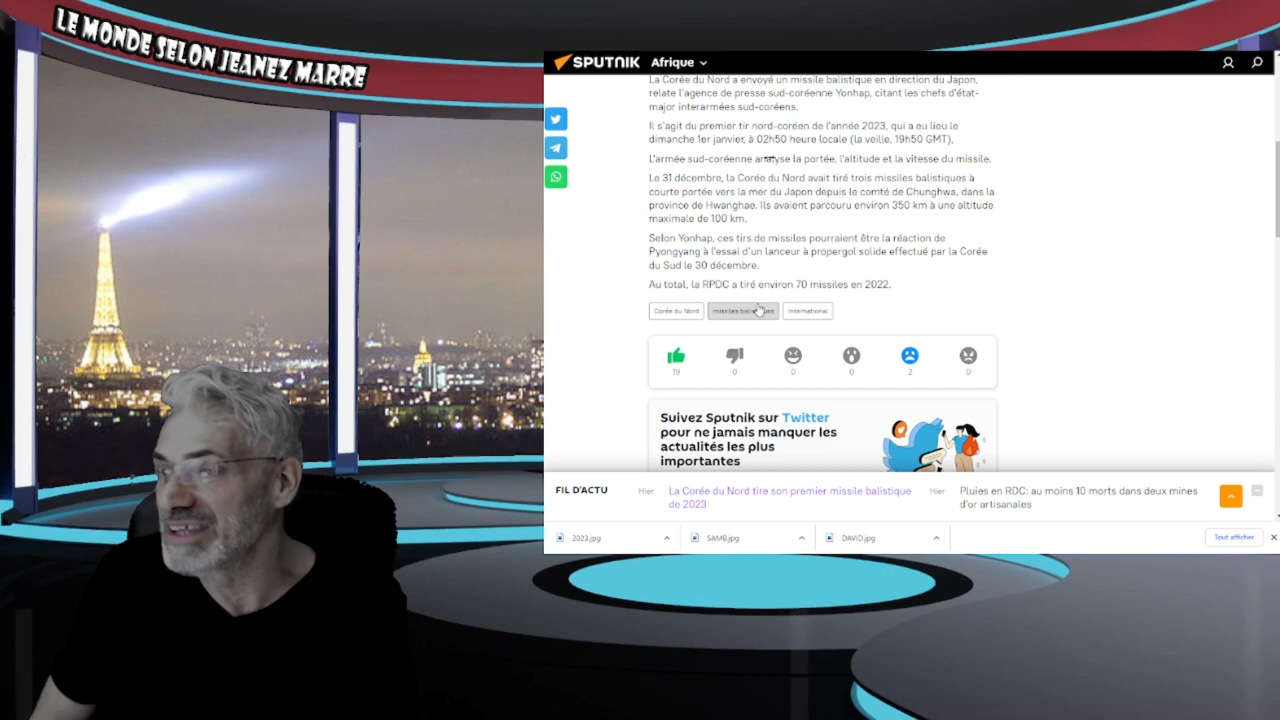 LE MONDE SELON JEANEZ MARRE
SPUTNIK Afrique
La Corée du Nord a envoyé un missile balistique en direction du Japon,
relate l'agence de presse sud-coréenne Yonhap, citant les chefs d'état-
major interarmées sud-coréens.
Il s'agit du premier tir nord-coréen de l'année 2023, qui a eu lieu le
dimanche 1er janvier, à 02h50 heure locale (la veille, 19h50 GMT),
L'armée sud-coréenne analyse la portée, l'altitude et la vitesse du missile.
Le 31 décembre, la Corée du Nord avait tiré trois missiles balistiques à
courte portée vers la mer du Japon depuis le comté de Chunghwa, dans la
province de Hwanghae. Ils avaient parcouru environ 350 km à une altitude
maximale de 100 km.
Selon Yonhap, ces tirs de missiles pourraient être la réaction de
Pyongyang à l'essai d'un lanceur à propergol solide effectué par la Corée
du Sud le 30 décembre.
Au total, la RPDC a tiré environ 70 missiles en 2022.
Corée du Nord missiles balistiques International
19 0 0 0 2 0
Suivez Sputnik sur Twitter
pour ne jamais manquer les
actualités les plus
importantes
FIL D'ACTU
Hier La Corée du Nord tire son premier missile balistique
de 2023
Hier Pluies en RDC: au moins 10 morts dans deux mines
d'or artisanales
2023.jpg SAMB.jpg DAVID.jpg Tout afficher